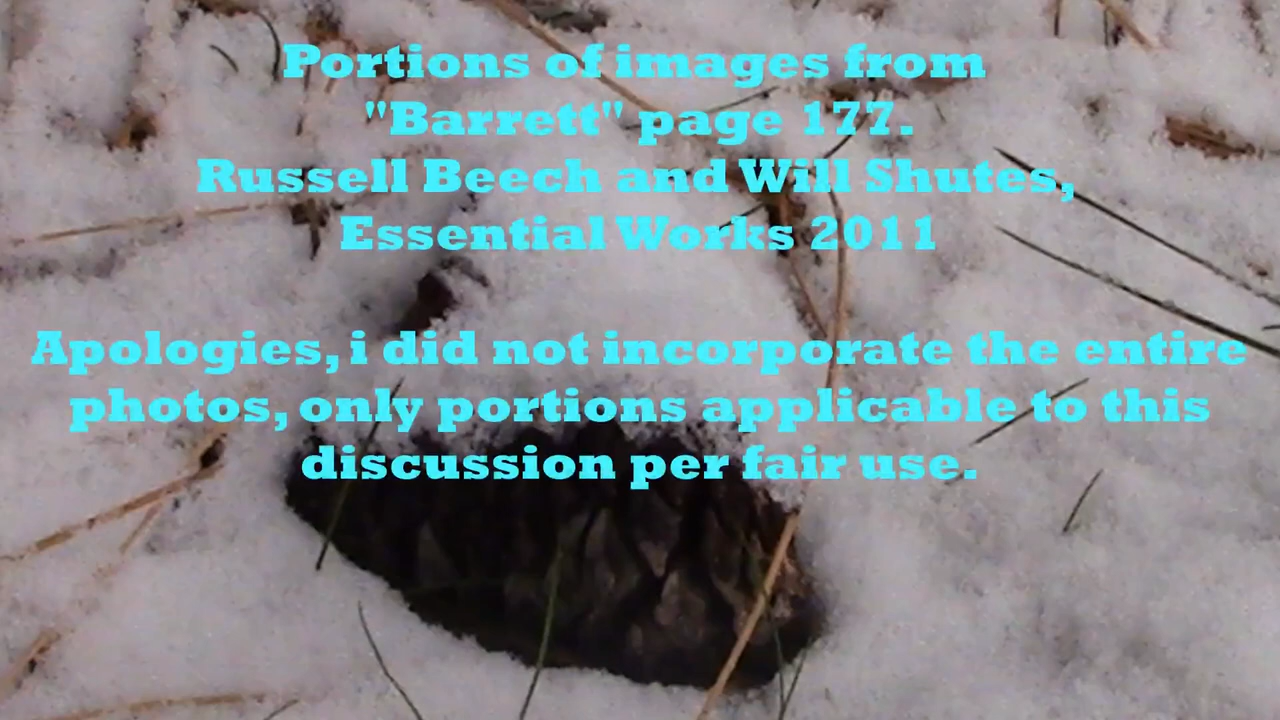 Portions of images from
"Barrett" page 177.
Russell Beech and Will Shutes,
Essential Works 2011
Apologies, i did not incorporate the entire
photos, only portions applicable to this
discussion per fair use.